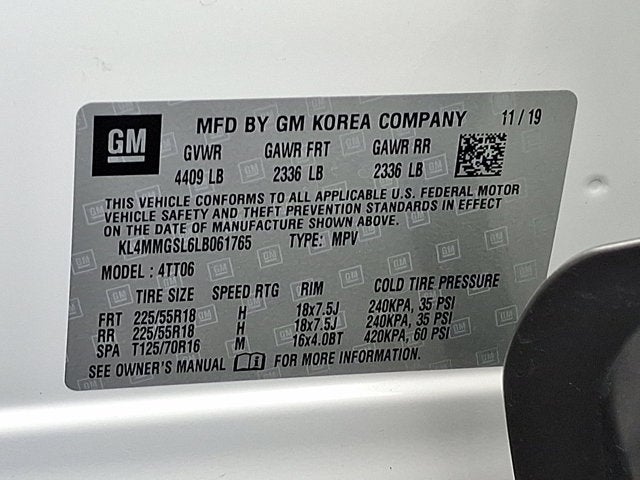 GM MFD BY GM KOREA COMPANY 11 / 19
GVWR GAWR FRT GAWR RR
4409 LB 2336 LB 2336 LB
THIS VEHICLE CONFORMS TO ALL APPLICABLE U.S. FEDERAL MOTOR
VEHICLE SAFETY AND THEFT PREVENTION STANDARDS IN EFFECT
ON THE DATE OF MANUFACTURE SHOWN ABOVE.
KL4MMGSL6LB061765 TYPE: MPV
MODEL : 4TT06
TIRE SIZE SPEED RTG RIM COLD TIRE PRESSURE
FRT 225/55R18 H 18x7.5J 240KPA, 35 PSI
RR 225/55R18 H 18x7.5J 240KPA, 35 PSI
SPA T125/70R16 M 16x4.0BT 420KPA, 60 PSI
SEE OWNER'S MANUAL FOR MORE INFORMATION.